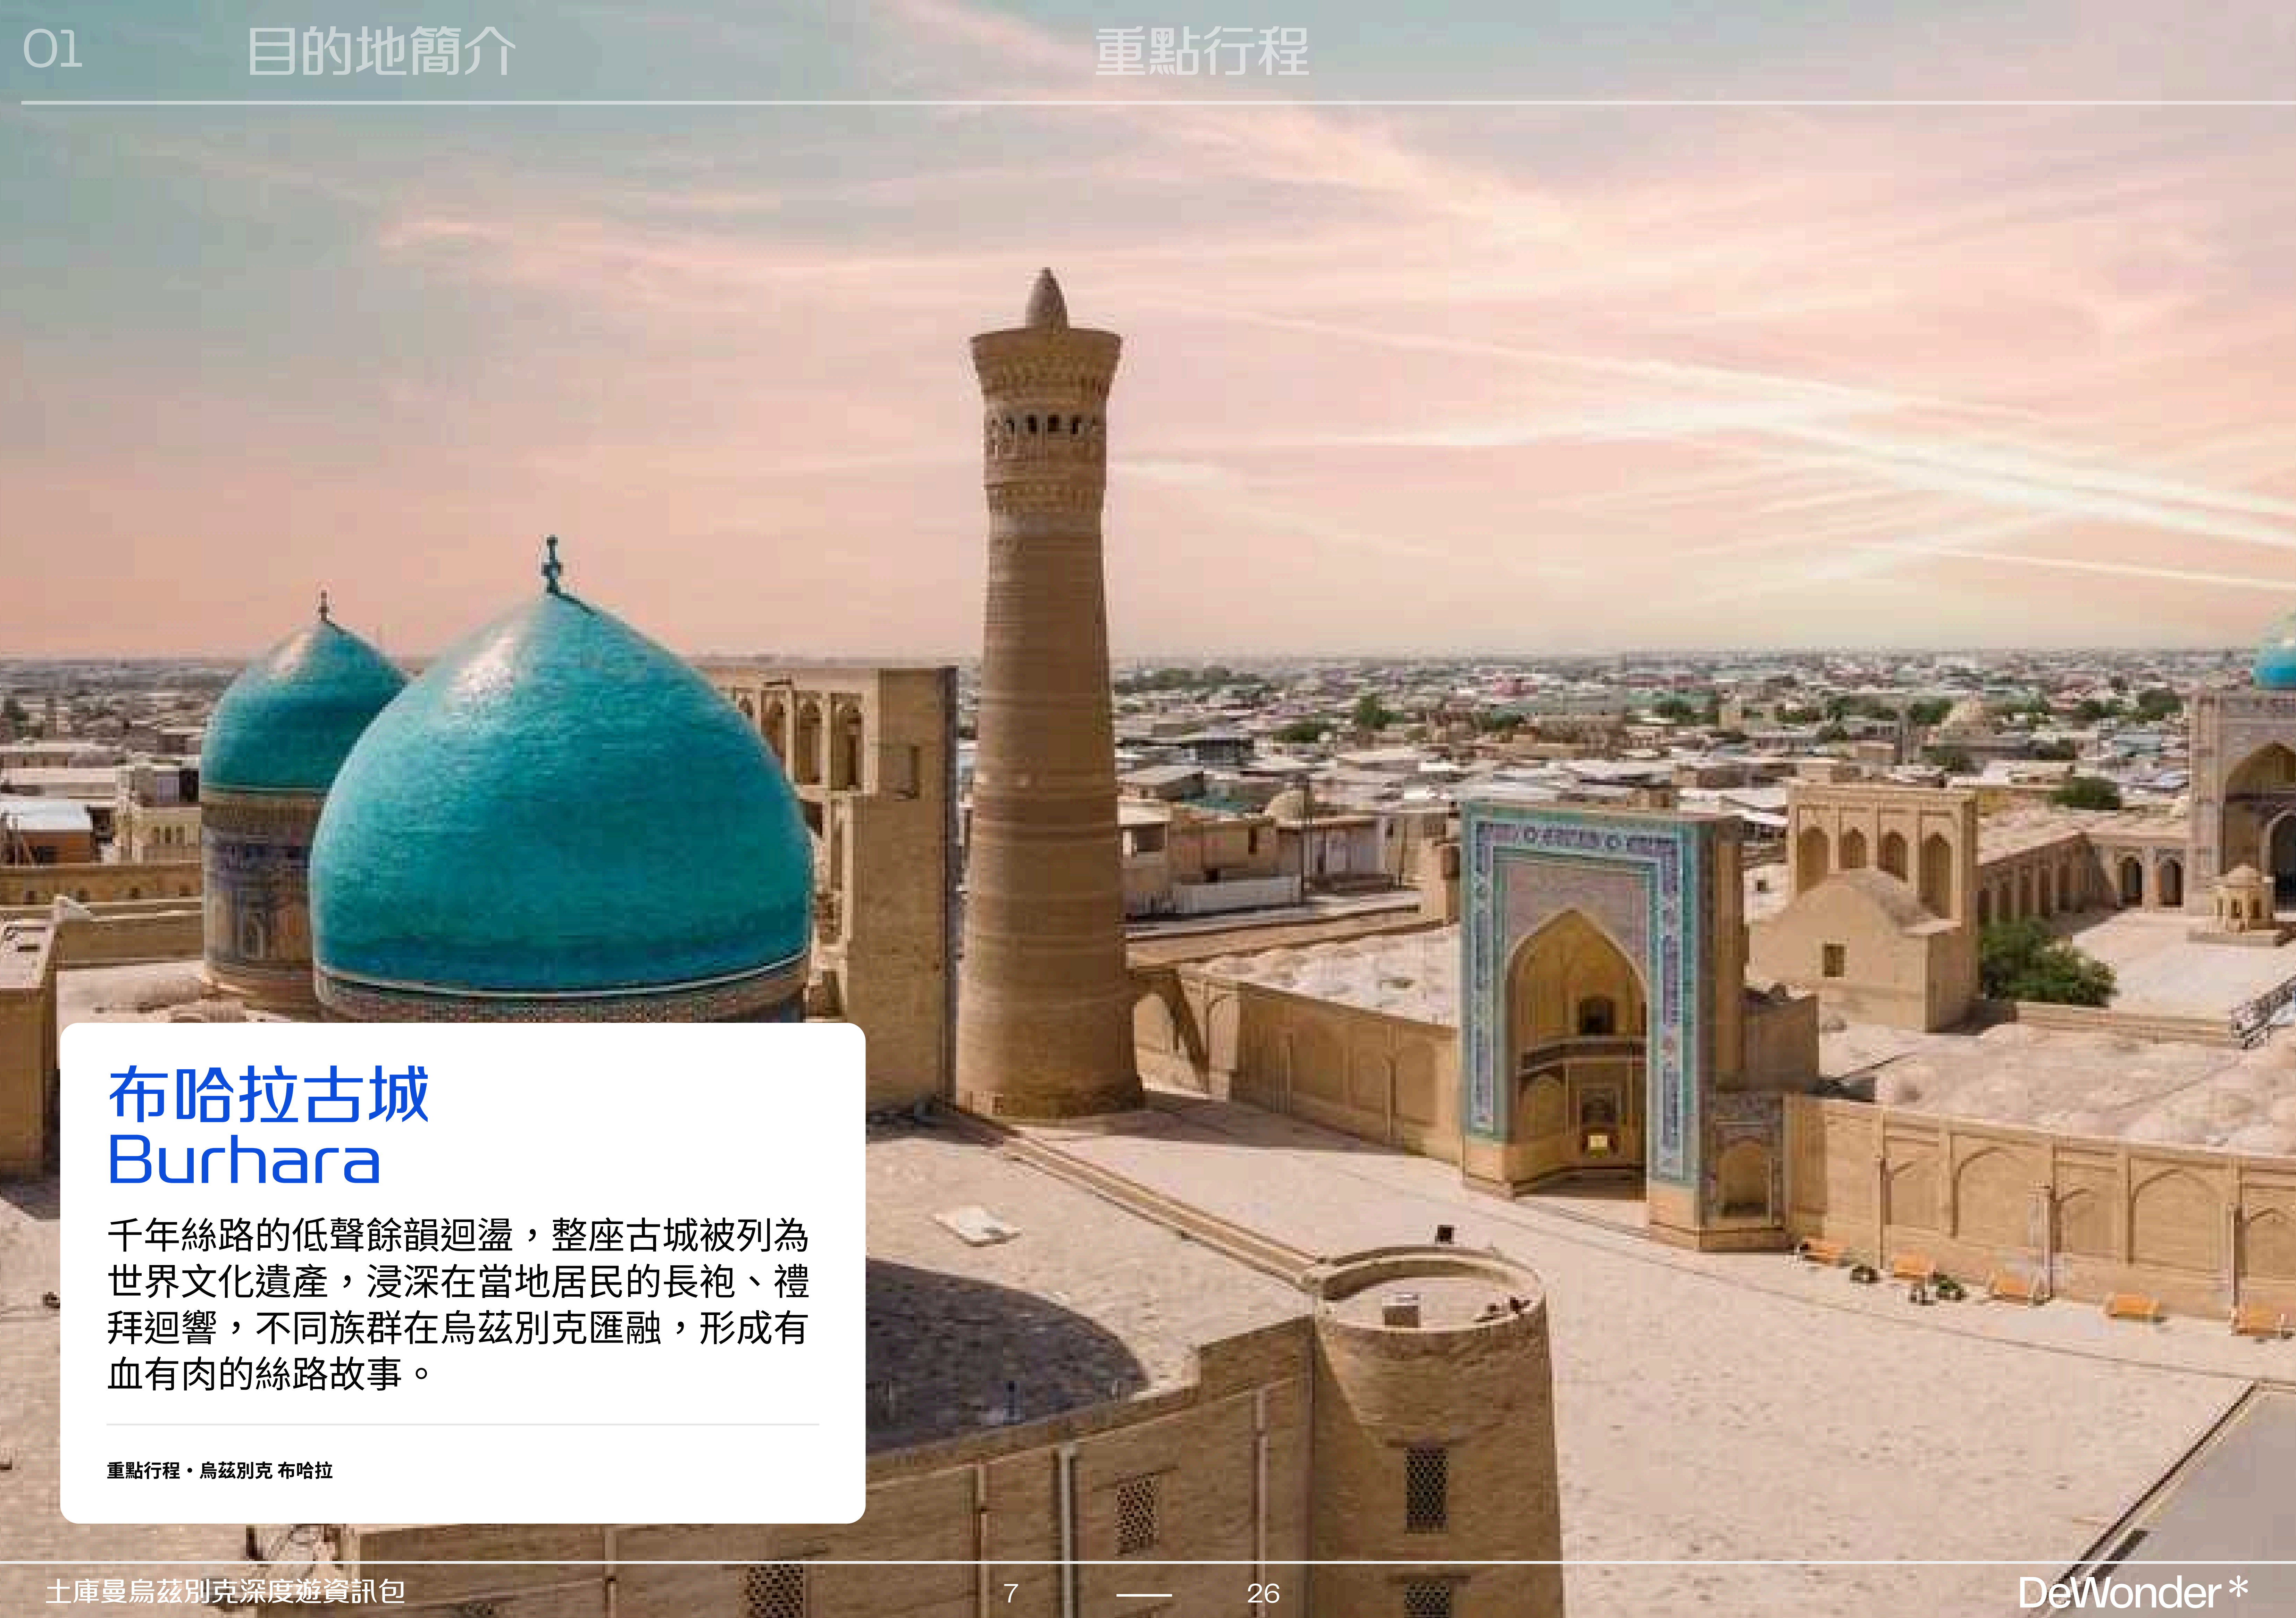 01 目的地簡介 重點行程
布哈拉古城
Burhara
千年絲路的低聲餘韻迴盪，整座古城被列為
世界文化遺產，浸深在當地居民的長袍、禮
拜迴響，不同族群在烏茲別克匯融，形成有
血有肉的絲路故事。
重點行程・烏茲別克 布哈拉
土庫曼烏茲別克深度遊資訊包 7 — 26 DeWonder*